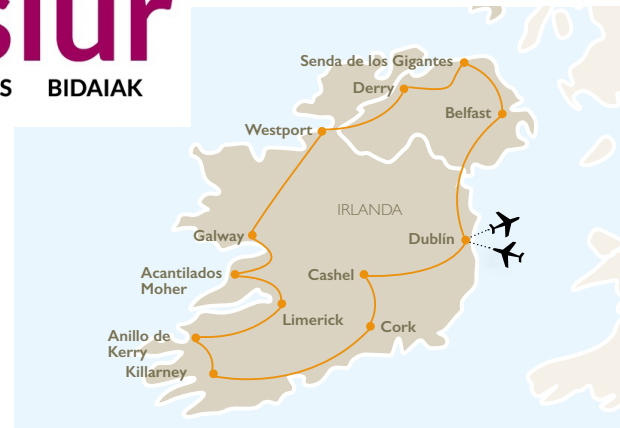 BIDAIAK
Senda de los Gigantes
Derry
Belfast
Westport
IRLANDA
Galway
Dublín
Acantilados
Moher
Cashel
Limerick
Cork
Anillo de
Kerry
Killarney